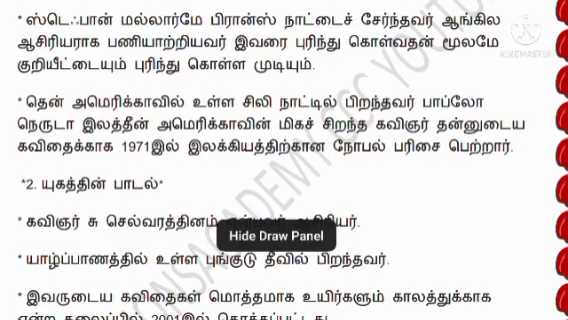 * ஸ்டெஃபான் மல்லார்மே பிரான்ஸ் நாட்டைச் சேர்ந்தவர் ஆங்கில
ஆசிரியராக பணியாற்றியவர் இவரை புரிந்து கொள்வதன் மூலமே
குறியீட்டையும் புரிந்து கொள்ள முடியும்.
* தென் அமெரிக்காவில் உள்ள சிலி நாட்டில் பிறந்தவர் பாப்லோ
நெருடா இலத்தீன் அமெரிக்காவின் மிகச் சிறந்த கவிஞர் தன்னுடைய
கவிதைக்காக 1971இல் இலக்கியத்திற்கான நோபல் பரிசை பெற்றார்.
*2. யுகத்தின் பாடல்*
* கவிஞர் சு செல்வரத்தினம்
Hide Draw Panel
* யாழ்ப்பாணத்தில் உள்ள புங்குடு தீவில் பிறந்தவர்.
* இவருடைய கவிதைகள் மொத்தமாக உயிர்களும் காலத்துக்காக
KINEMASTER